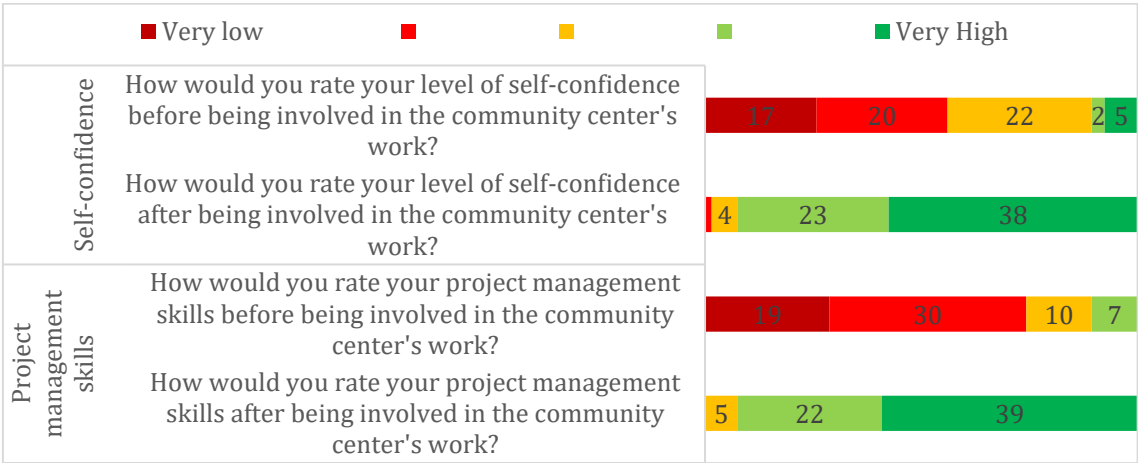 Very low Very High
Self-confidence
How would you rate your level of self-confidence
before being involved in the community center's
work?
17 20 22 2 5
How would you rate your level of self-confidence
after being involved in the community center's
work?
4 23 38
Project
management
skills
How would you rate your project management
skills before being involved in the community
center's work?
19 30 10 7
How would you rate your project management
skills after being involved in the community
center's work?
5 22 39